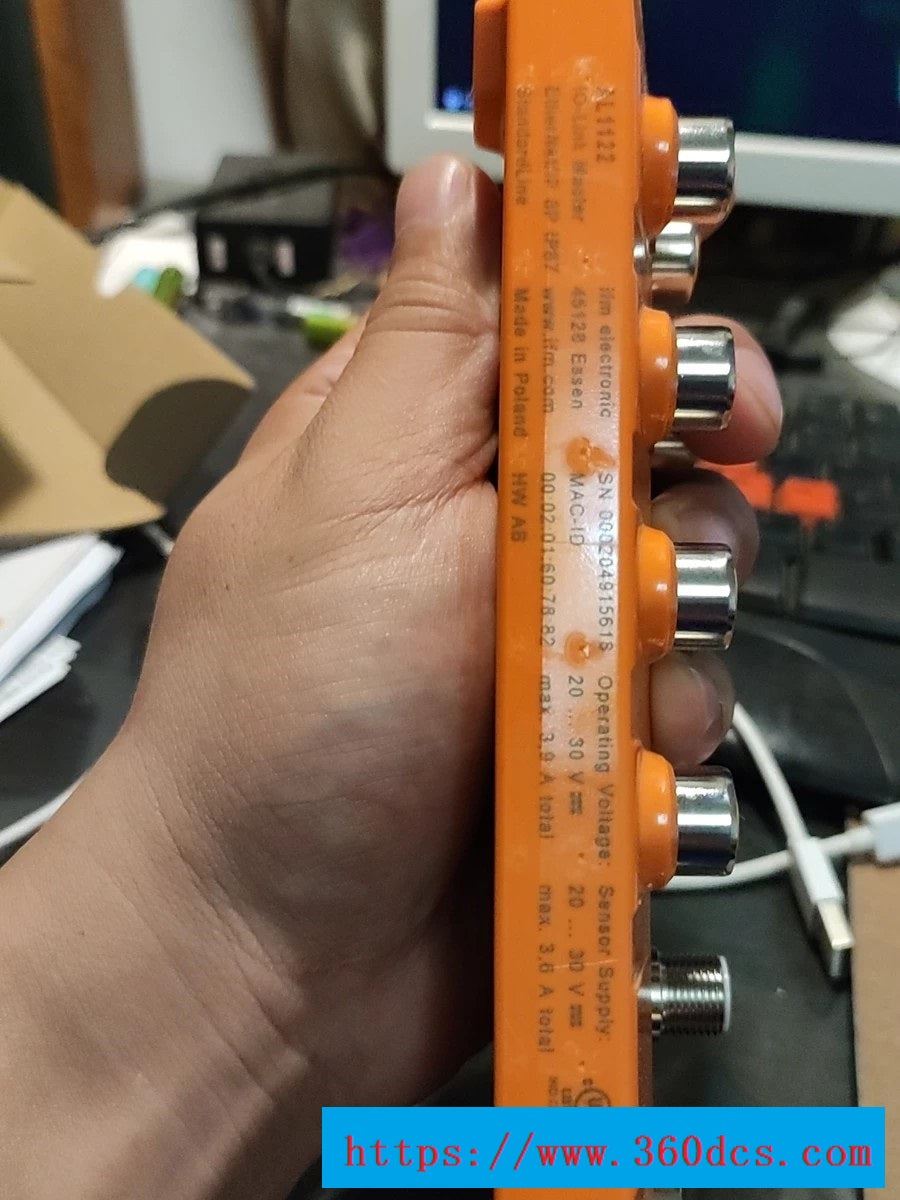 AL1122
IO-Link Master
EtherNet/IP 8P IP67
StandardLine
ifm electronic
45128 Essen
www.ifm.com
Made in Poland
SN 000204915618
MAC-ID
00:02:01:60:78:82
HW AB
Operating Voltage:
20 ... 30 V
max. 3,9 A total
Sensor Supply:
20 ... 30 V
max. 3,6 A total
https://www.360dcs.com